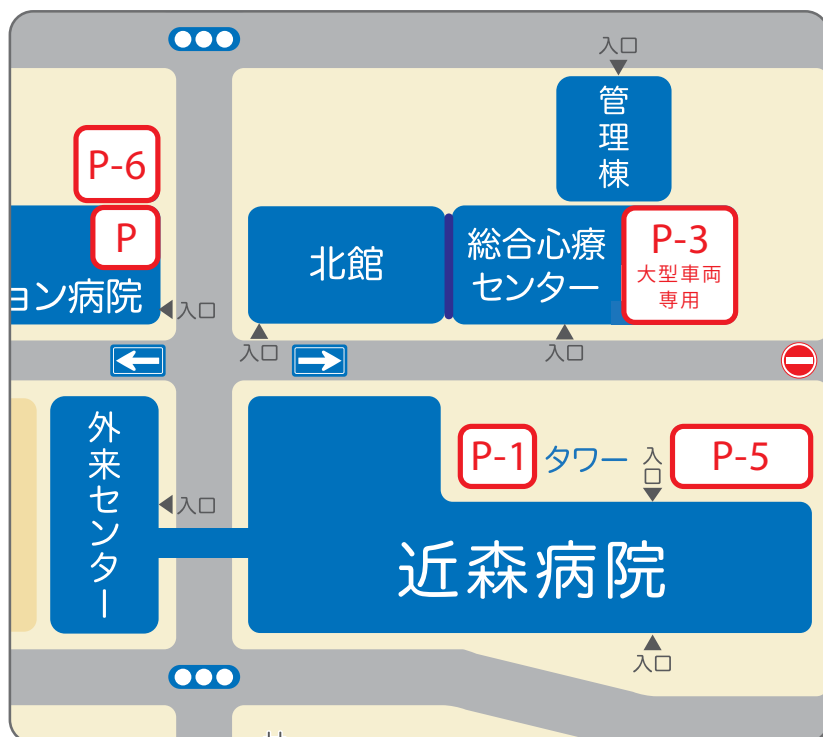 入口
管
理
棟
P-6
P
ョン病院
入口
北館
総合心療
センター
P-3
大型車両
専用
入口
入口
外来センター
入口
P-1
タワー
入口
P-5
近森病院
入口